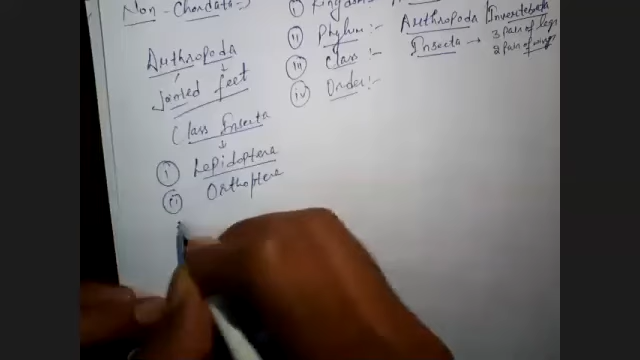 Non-Chordata :-
Arthropoda
Jointed feet
Class Insecta
(i) Lepidoptera
(ii) Orthoptera
(i) Kingdom
(ii) Phylum :- Arthropoda / Invertebrata
(iii) Class :- Insecta → 3 pair of legs
2 pair of wings
(iv) Order :-